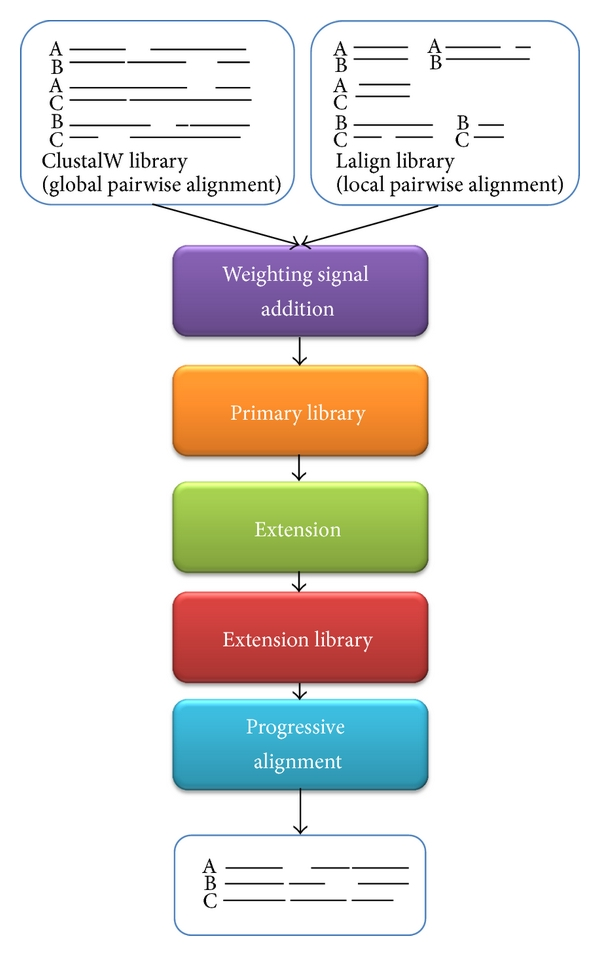 A
B
A
C
B
C
ClustalW library
(global pairwise alignment)
A
B
A
B
A
C
B
C
B
C
Lalign library
(local pairwise alignment)
Weighting signal
addition
Primary library
Extension
Extension library
Progressive
alignment
A
B
C